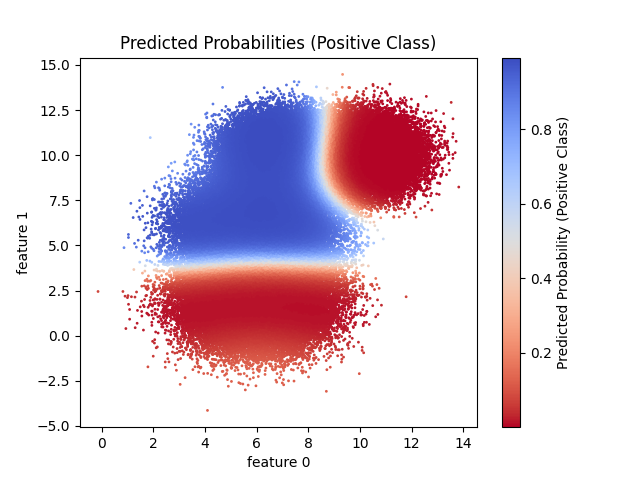 Predicted Probabilities (Positive Class)
15.0
12.5
10.0
7.5
5.0
2.5
0.0
−2.5
−5.0
feature 1
0 2 4 6 8 10 12 14
feature 0
0.8
0.6
0.4
0.2
Predicted Probability (Positive Class)